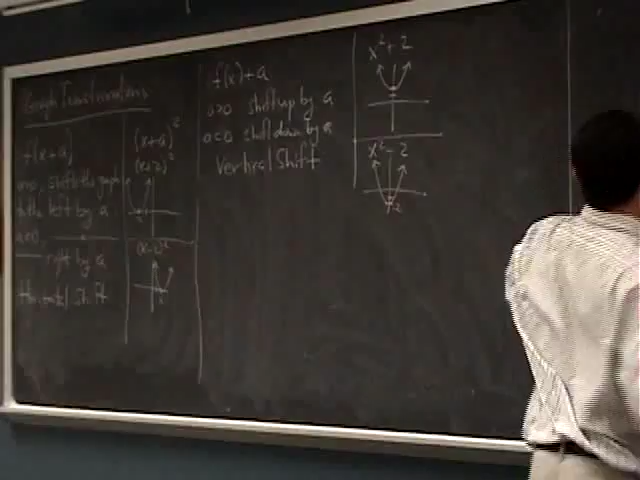 Graph Transformations
f(x+a)
a>0, shift the graph
to the left by a
a<0,
right by a
Horizontal shift
(x+a)²
(x+2)²
f(x)+a
a>0 shift up by a
a<0 shift down by a
Vertical Shift
x²+2
x²-2
-2